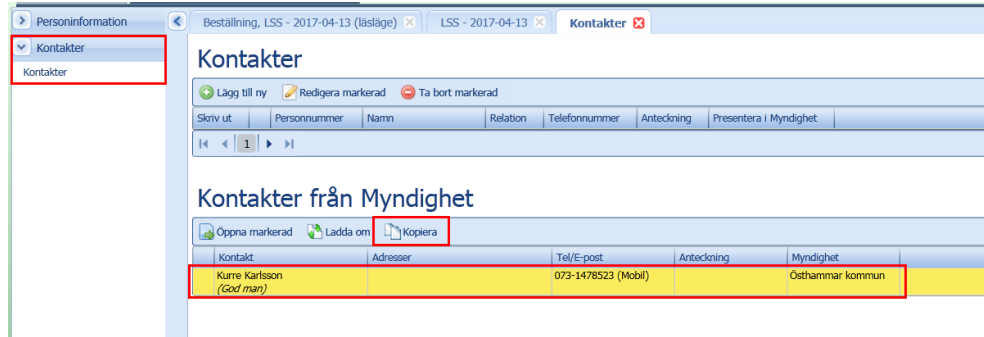 Personinformation
Beställning, LSS - 2017-04-13 (läsläge)
LSS - 2017-04-13
Kontakter
Kontakter
Kontakter
Kontakter
Lägg till ny
Redigera markerad
Ta bort markerad
Skriv ut Personnummer Namn Relation Telefonnummer Anteckning Presentera i Myndighet
1
Kontakter från Myndighet
Öppna markerad
Ladda om
Kopiera
Kontakt Adresser Tel/E-post Anteckning Myndighet
Kurre Karlsson 073-1478523 (Mobil) Östhammar kommun
(God man)